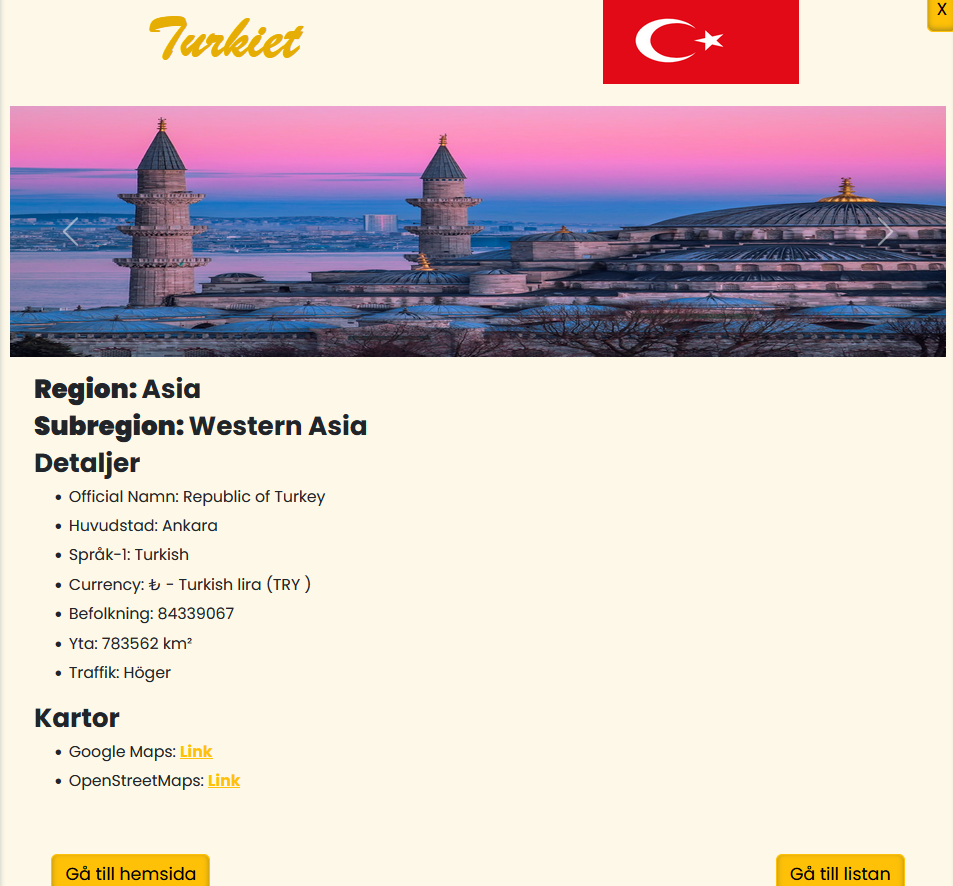 Turkiet
X
Region: Asia
Subregion: Western Asia
Detaljer
Official Namn: Republic of Turkey
Huvudstad: Ankara
Språk-1: Turkish
Currency: ₺ - Turkish lira (TRY )
Befolkning: 84339067
Yta: 783562 km²
Traffik: Höger
Kartor
Google Maps: Link
OpenStreetMaps: Link
Gå till hemsida
Gå till listan